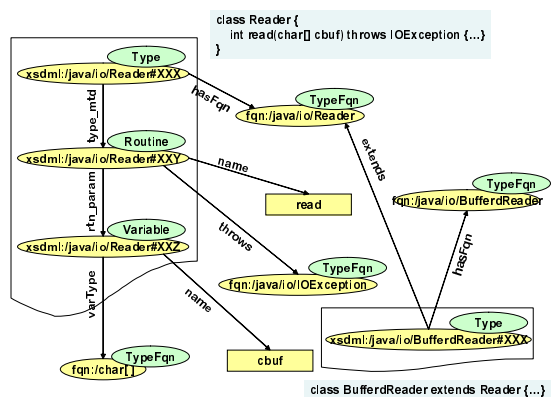 class Reader {
int read(char[] cbuf) throws IOException {…}
}
Type
xsdml:/java/io/Reader#XXX
hasFqn
TypeFqn
fqn:/java/io/Reader
type_mtd
extends
Routine
xsdml:/java/io/Reader#XXY
name
read
TypeFqn
fqn:/java/io/BufferdReader
rtn_param
throws
Variable
xsdml:/java/io/Reader#XXZ
hasFqn
TypeFqn
fqn:/java/io/IOException
varType
name
Type
xsdml:/java/io/BufferdReader#XXX
TypeFqn
fqn:/char[]
cbuf
class BufferdReader extends Reader {…}